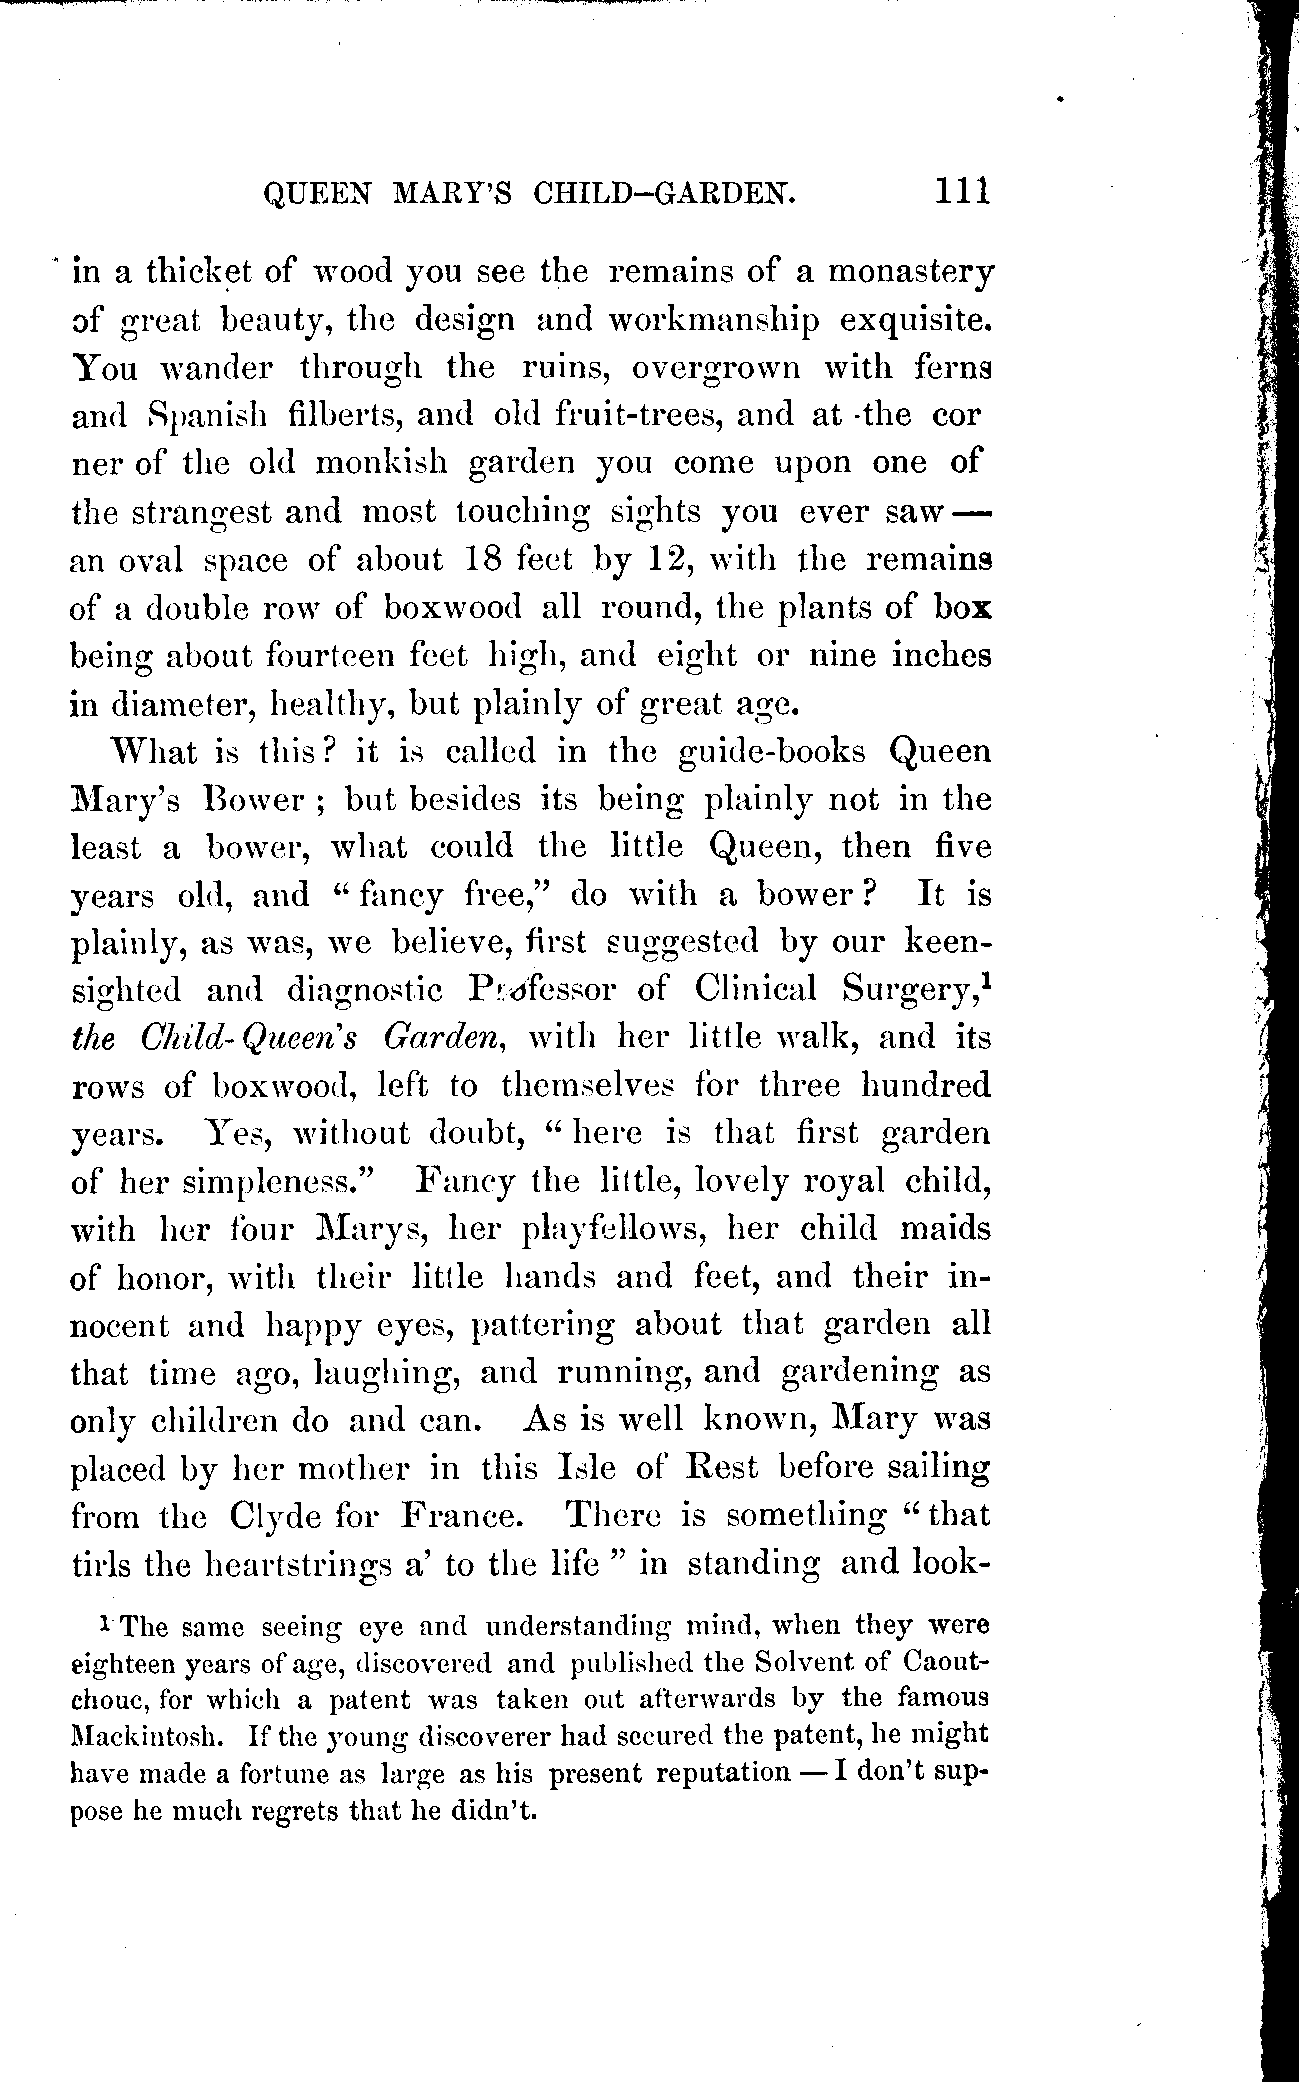 QUEEN MARY'S CHILD-GARDEN. 111
in a thicket of wood you see the remains of a monastery
of great beauty, the design and workmanship exquisite.
You wander through the ruins, overgrown with ferns
and Spanish filberts, and old fruit-trees, and at the cor
ner of the old monkish garden you come upon one of
the strangest and most touching sights you ever saw—
an oval space of about 18 feet by 12, with the remains
of a double row of boxwood all round, the plants of box
being about fourteen feet high, and eight or nine inches
in diameter, healthy, but plainly of great age.
What is this? it is called in the guide-books Queen
Mary's Bower; but besides its being plainly not in the
least a bower, what could the little Queen, then five
years old, and "fancy free," do with a bower? It is
plainly, as was, we believe, first suggested by our keen-
sighted and diagnostic Professor of Clinical Surgery,¹
the Child-Queen's Garden, with her little walk, and its
rows of boxwood, left to themselves for three hundred
years. Yes, without doubt, "here is that first garden
of her simpleness." Fancy the little, lovely royal child,
with her four Marys, her playfellows, her child maids
of honor, with their little hands and feet, and their in-
nocent and happy eyes, pattering about that garden all
that time ago, laughing, and running, and gardening as
only children do and can. As is well known, Mary was
placed by her mother in this Isle of Rest before sailing
from the Clyde for France. There is something "that
tirls the heartstrings a' to the life" in standing and look-
¹ The same seeing eye and understanding mind, when they were
eighteen years of age, discovered and published the Solvent of Caout-
chouc, for which a patent was taken out afterwards by the famous
Mackintosh. If the young discoverer had secured the patent, he might
have made a fortune as large as his present reputation — I don't sup-
pose he much regrets that he didn't.